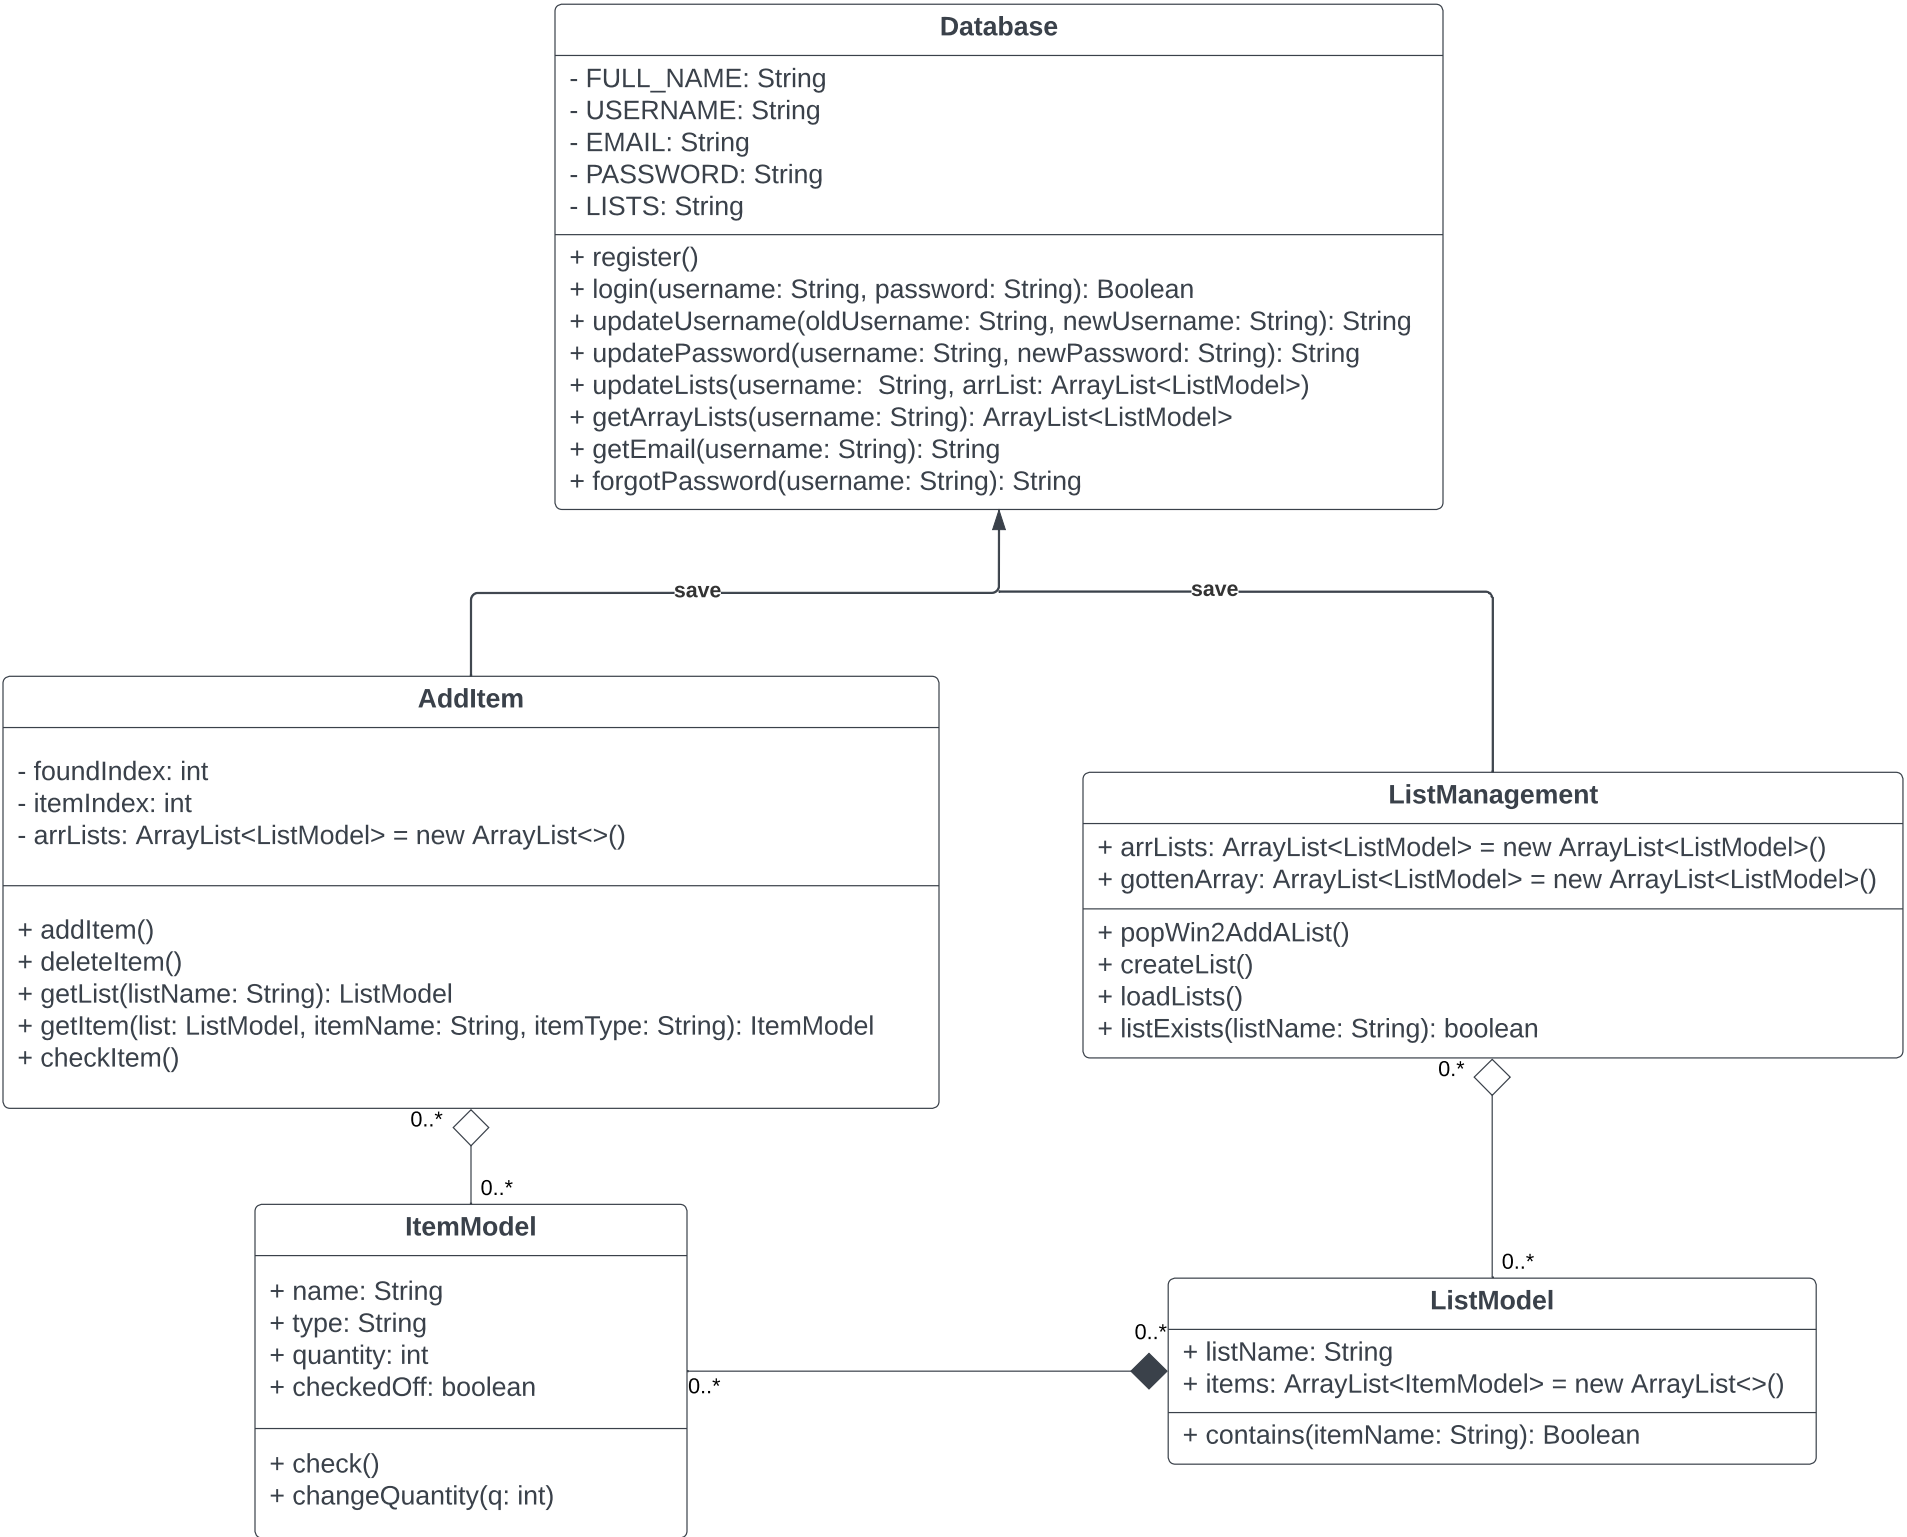 Database
- FULL_NAME: String
- USERNAME: String
- EMAIL: String
- PASSWORD: String
- LISTS: String
+ register()
+ login(username: String, password: String): Boolean
+ updateUsername(oldUsername: String, newUsername: String): String
+ updatePassword(username: String, newPassword: String): String
+ updateLists(username:  String, arrList: ArrayList<ListModel>)
+ getArrayLists(username: String): ArrayList<ListModel>
+ getEmail(username: String): String
+ forgotPassword(username: String): String
save
save
AddItem
- foundIndex: int
- itemIndex: int
- arrLists: ArrayList<ListModel> = new ArrayList<>()
+ addItem()
+ deleteItem()
+ getList(listName: String): ListModel
+ getItem(list: ListModel, itemName: String, itemType: String): ItemModel
+ checkItem()
ListManagement
+ arrLists: ArrayList<ListModel> = new ArrayList<ListModel>()
+ gottenArray: ArrayList<ListModel> = new ArrayList<ListModel>()
+ popWin2AddAList()
+ createList()
+ loadLists()
+ listExists(listName: String): boolean
0..*
0..*
0.*
0..*
ItemModel
+ name: String
+ type: String
+ quantity: int
+ checkedOff: boolean
+ check()
+ changeQuantity(q: int)
0..*
0..*
ListModel
+ listName: String
+ items: ArrayList<ItemModel> = new ArrayList<>()
+ contains(itemName: String): Boolean